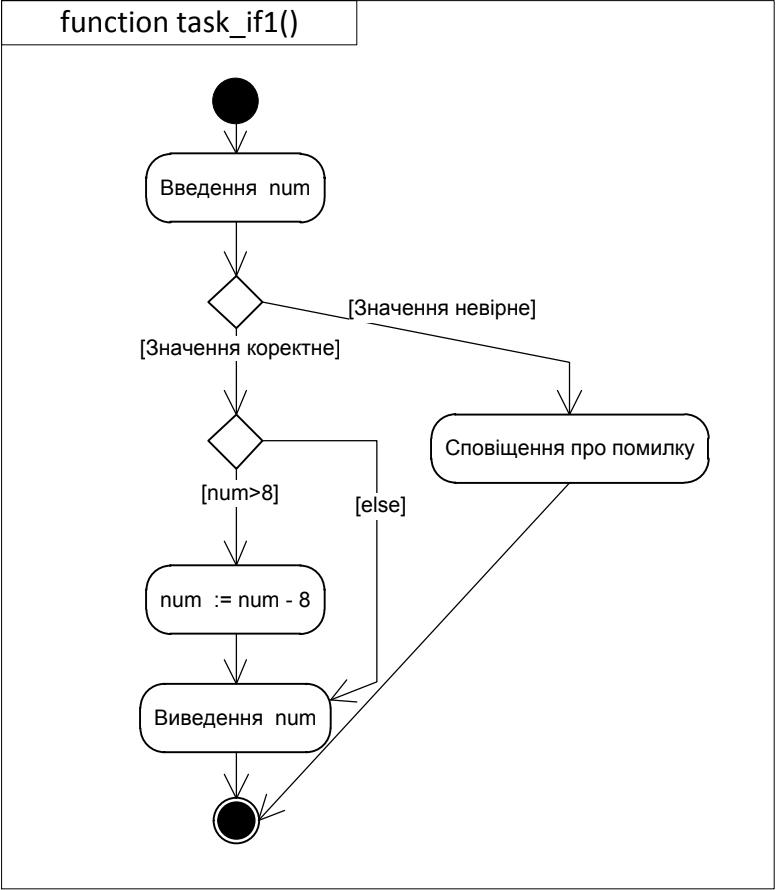 function task_if1()
Введення num
[Значення невірне]
[Значення коректне]
Сповіщення про помилку
[num>8]
[else]
num := num - 8
Виведення num